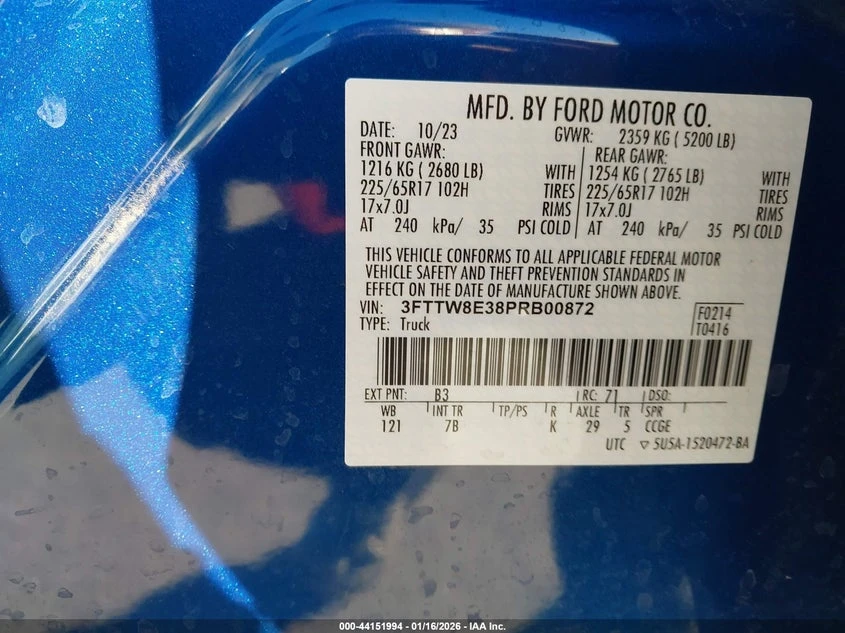 MFD. BY FORD MOTOR CO.
DATE: 10/23 GVWR: 2359 KG ( 5200 LB)
FRONT GAWR: REAR GAWR:
1216 KG ( 2680 LB) WITH 1254 KG ( 2765 LB) WITH
225/65R17 102H TIRES 225/65R17 102H TIRES
17x7.0J RIMS 17x7.0J RIMS
AT 240 kPa/ 35 PSI COLD AT 240 kPa/ 35 PSI COLD
THIS VEHICLE CONFORMS TO ALL APPLICABLE FEDERAL MOTOR
VEHICLE SAFETY AND THEFT PREVENTION STANDARDS IN
EFFECT ON THE DATE OF MANUFACTURE SHOWN ABOVE.
VIN: 3FTTW8E38PRB00872 F0214
TYPE: Truck T0416
EXT PNT: B3 RC: 71 DSO:
WB INT TR TP/PS R AXLE TR SPR
121 7B K 29 5 CCGE
UTC ▽ 5USA-1520472-BA
000-44151994 | 01/16/2026 - IAA Inc.